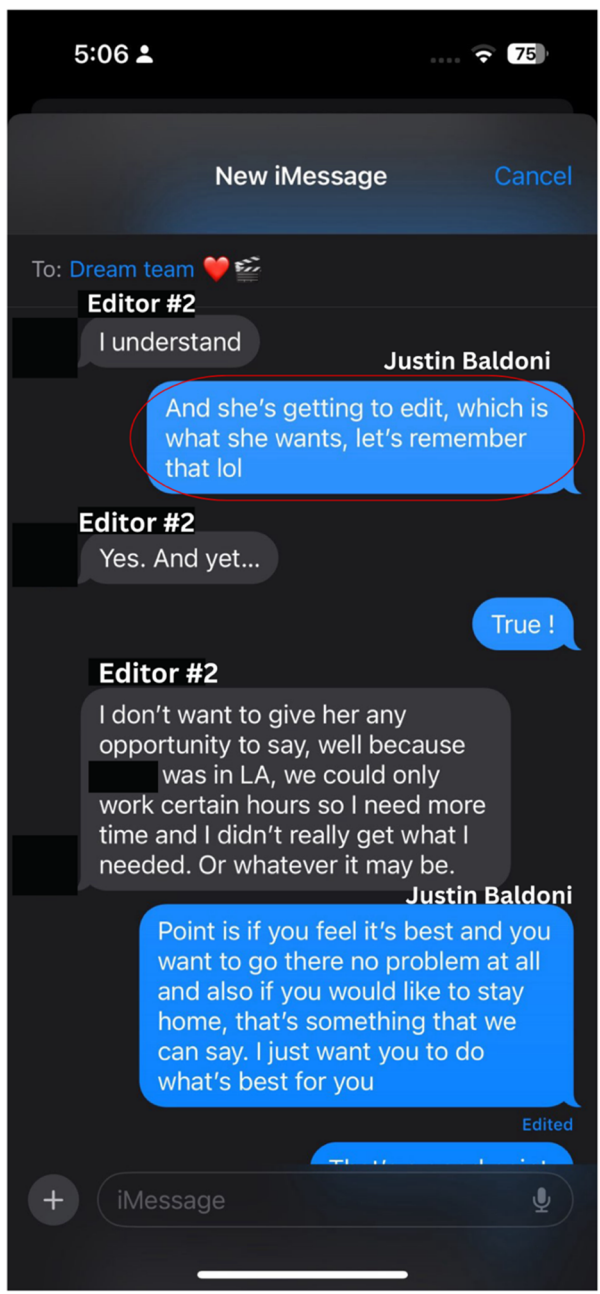 5:06
75
New iMessage
Cancel
To: Dream team ❤️🎬
Editor #2
I understand
Justin Baldoni
And she's getting to edit, which is
what she wants, let's remember
that lol
Editor #2
Yes. And yet...
True !
Editor #2
I don't want to give her any
opportunity to say, well because
was in LA, we could only
work certain hours so I need more
time and I didn't really get what I
needed. Or whatever it may be.
Justin Baldoni
Point is if you feel it's best and you
want to go there no problem at all
and also if you would like to stay
home, that's something that we
can say. I just want you to do
what's best for you
Edited
iMessage